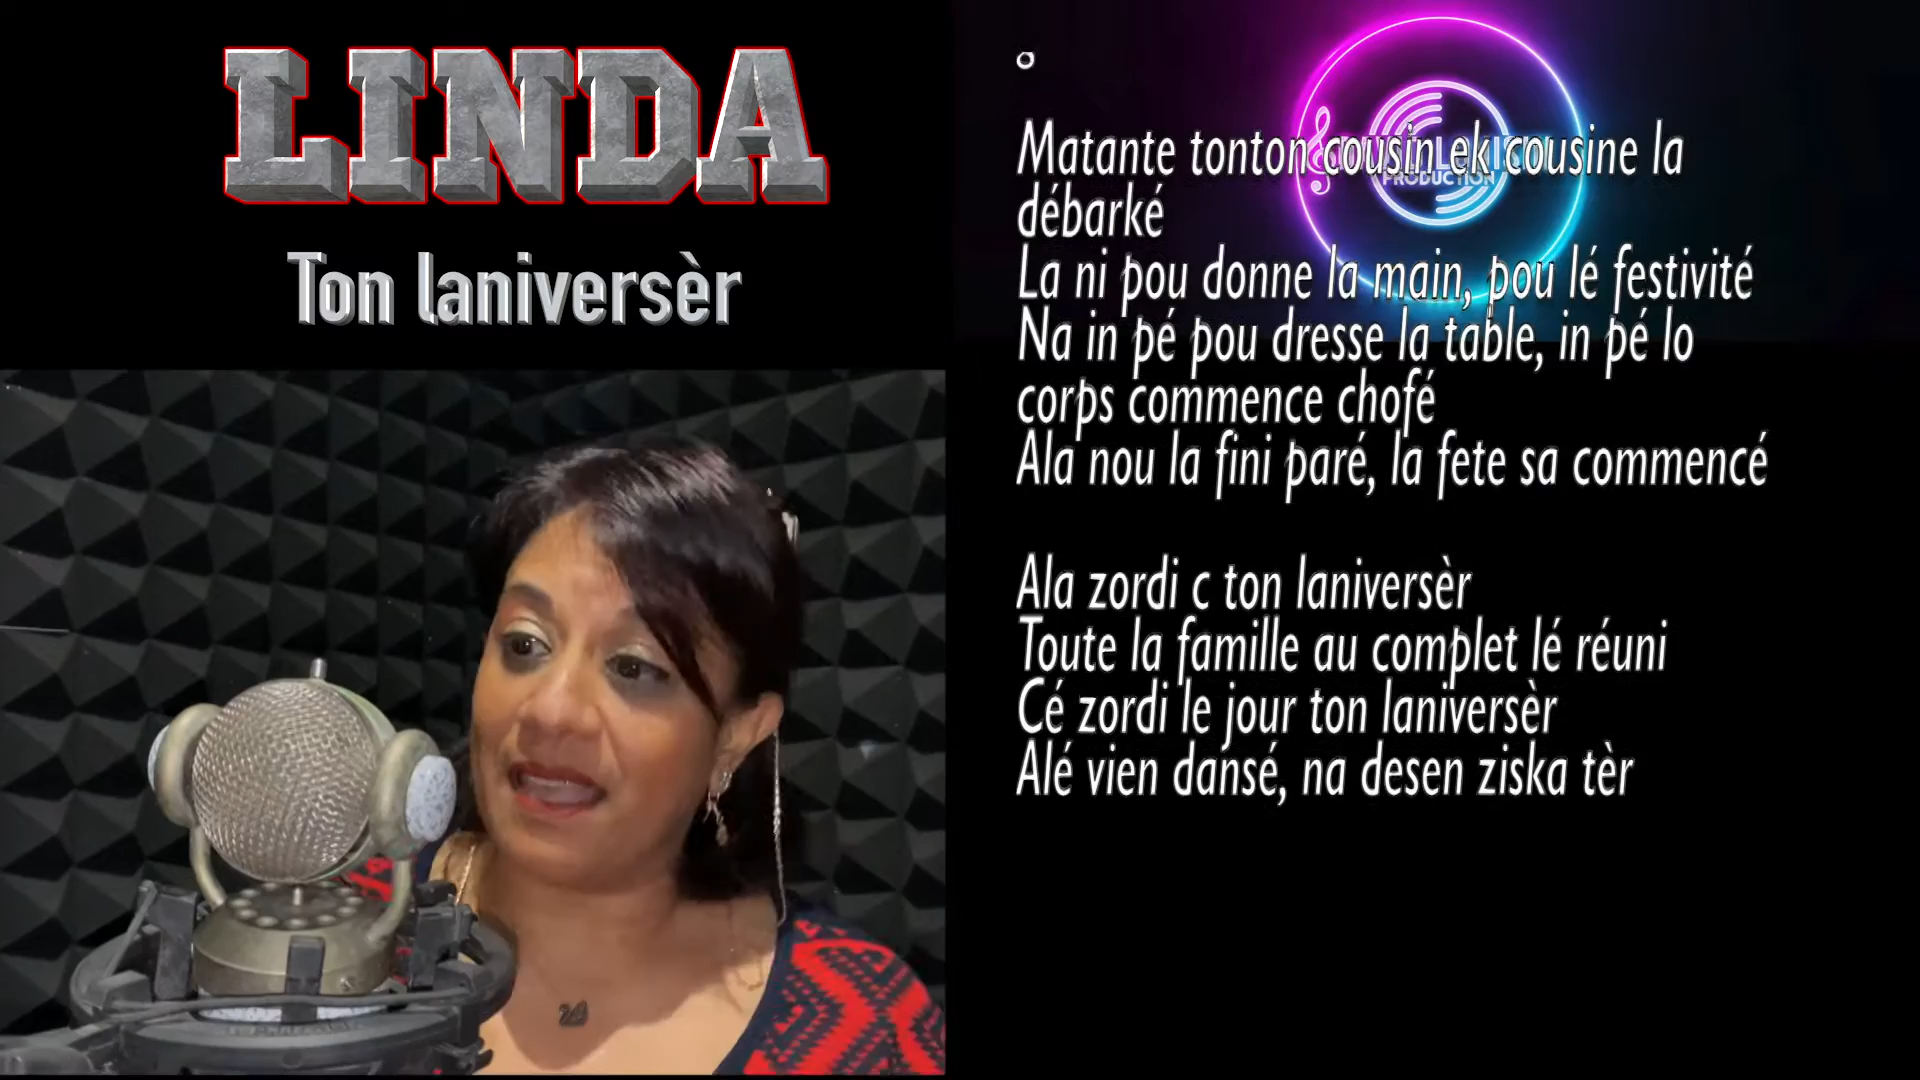 LINDA
Ton laniversèr
PRODUCTION
Matante tonton cousin ek cousine la
débarké
La ni pou donne la main, pou lé festivité
Na in pé pou dresse la table, in pé lo
corps commence chofé
Ala nou la fini paré, la fete sa commencé
Ala zordi c ton laniversèr
Toute la famille au complet lé réuni
Cé zordi le jour ton laniversèr
Alé vien dansé, na desen ziska tèr